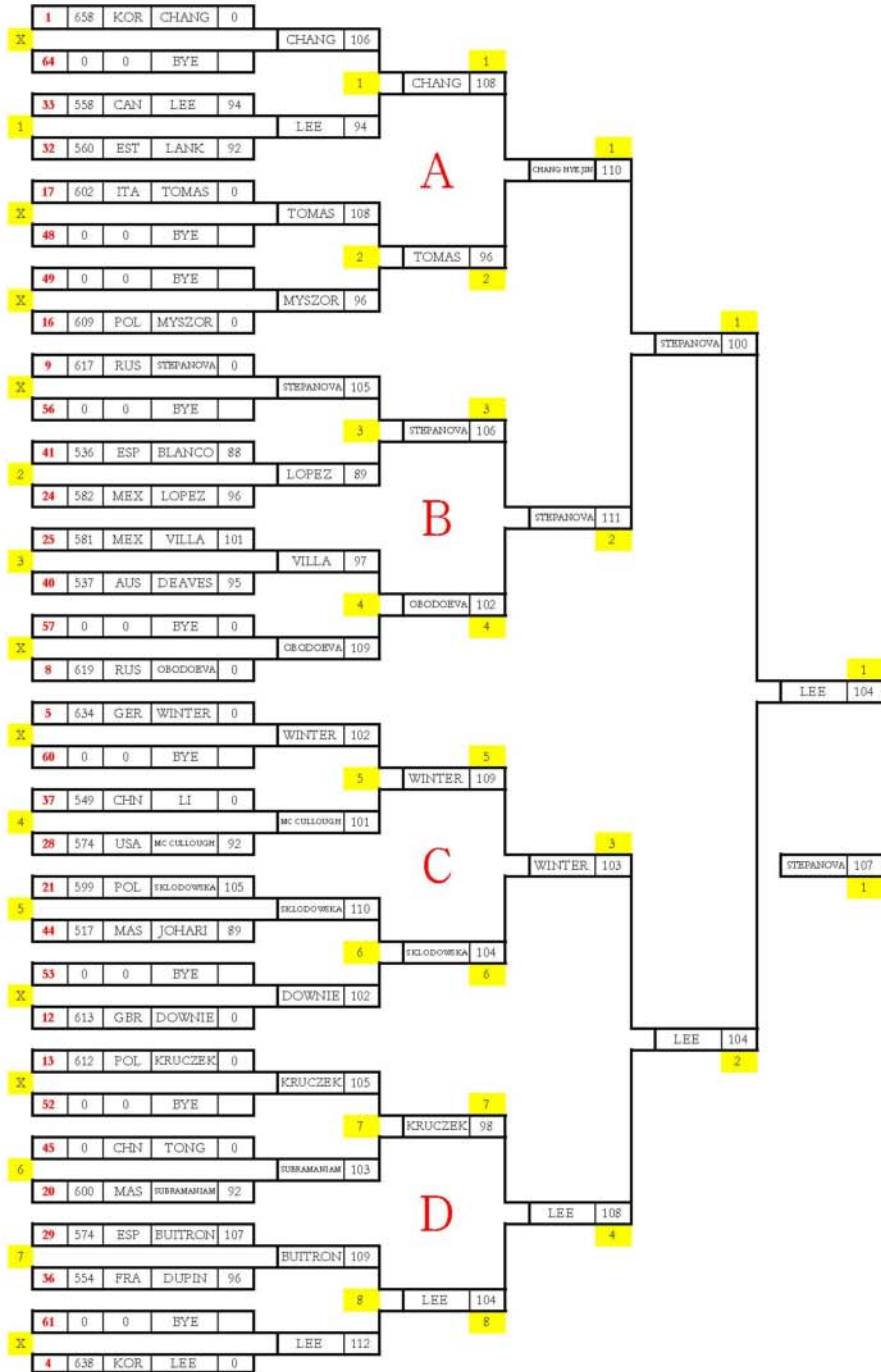 1 658 KOR CHANG 0
X CHANG 106
64 0 0 BYE 1
1 CHANG 108
33 558 CAN LEE 94
1 LEE 94
32 560 EST LANK 92 A 1
CHANG HYE JIN 110
17 602 ITA TOMAS 0
X TOMAS 108
48 0 0 BYE
2 TOMAS 96
49 0 0 BYE 2
X MYSZOR 96
16 609 POL MYSZOR 0 1
STEPANOVA 100
9 617 RUS STEPANOVA 0
X STEPANOVA 105
56 0 0 BYE 3
3 STEPANOVA 106
41 536 ESP BLANCO 88
2 LOPEZ 89
24 582 MEX LOPEZ 96 B
STEPANOVA 111
25 581 MEX VILLA 101 2
3 VILLA 97
40 537 AUS DEAVES 95
4 OBODOEVA 102
57 0 0 BYE 0 4
X OBODOEVA 109
8 619 RUS OBODOEVA 0 1
LEE 104
5 634 GER WINTER 0
X WINTER 102
60 0 0 BYE 5
5 WINTER 109
37 549 CHN LI 0
4 MC CULLOUGH 101
28 574 USA MC CULLOUGH 92 3
C WINTER 103 STEPANOVA 107
21 599 POL SKLODOWSKA 105 1
5 SKLODOWSKA 110
44 517 MAS JOHARI 89
6 SKLODOWSKA 104
53 0 0 BYE 6
X DOWNIE 102
12 613 GBR DOWNIE 0
LEE 104
13 612 POL KRUCZEK 0 2
X KRUCZEK 105
52 0 0 BYE 7
7 KRUCZEK 98
45 0 CHN TONG 0
6 SUBRAMANIAM 103
20 600 MAS SUBRAMANIAM 92 D
LEE 108
29 574 ESP BUITRON 107 4
7 BUITRON 109
36 554 FRA DUPIN 96
8 LEE 104
61 0 0 BYE 8
X LEE 112
4 638 KOR LEE 0